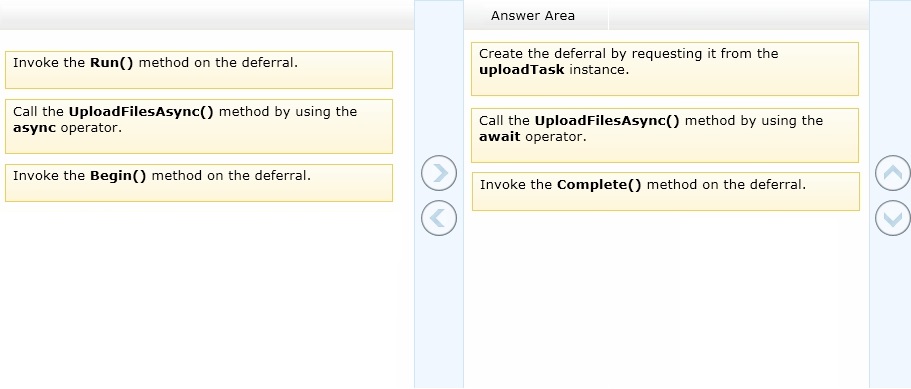 Answer Area
Invoke the Run() method on the deferral.
Call the UploadFilesAsync() method by using the
async operator.
Invoke the Begin() method on the deferral.
Create the deferral by requesting it from the
uploadTask instance.
Call the UploadFilesAsync() method by using the
await operator.
Invoke the Complete() method on the deferral.